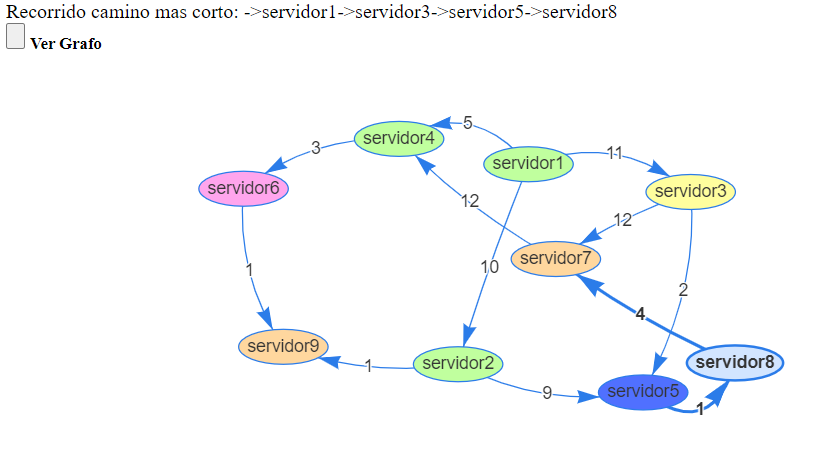 Recorrido camino mas corto: ->servidor1->servidor3->servidor5->servidor8
Ver Grafo
5
servidor4
3
11
servidor1
servidor6
servidor3
12
12
servidor7
10
1
2
4
servidor9
servidor2
servidor8
1
9
servidor5
1